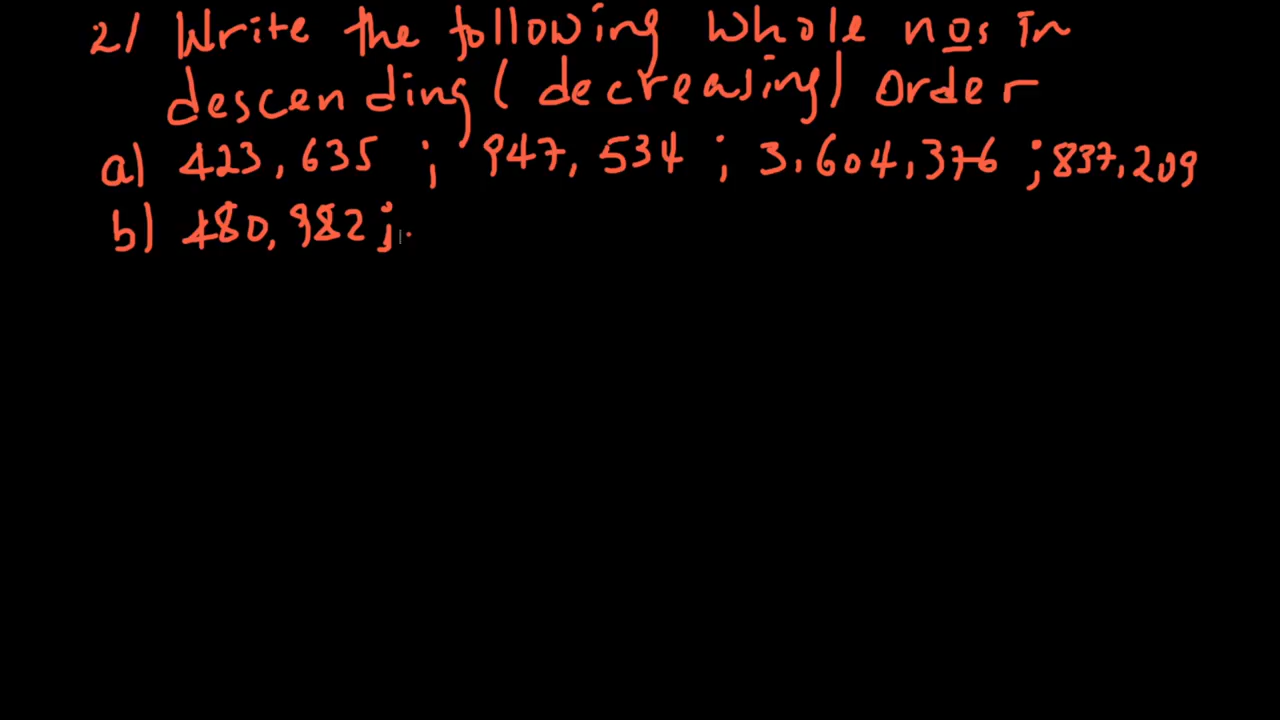 2) Write the following whole nos in
descending (decreasing) order
a) 423,635 ; 947,534 ; 3,604,376 ; 837,209
b) 480,982 ;